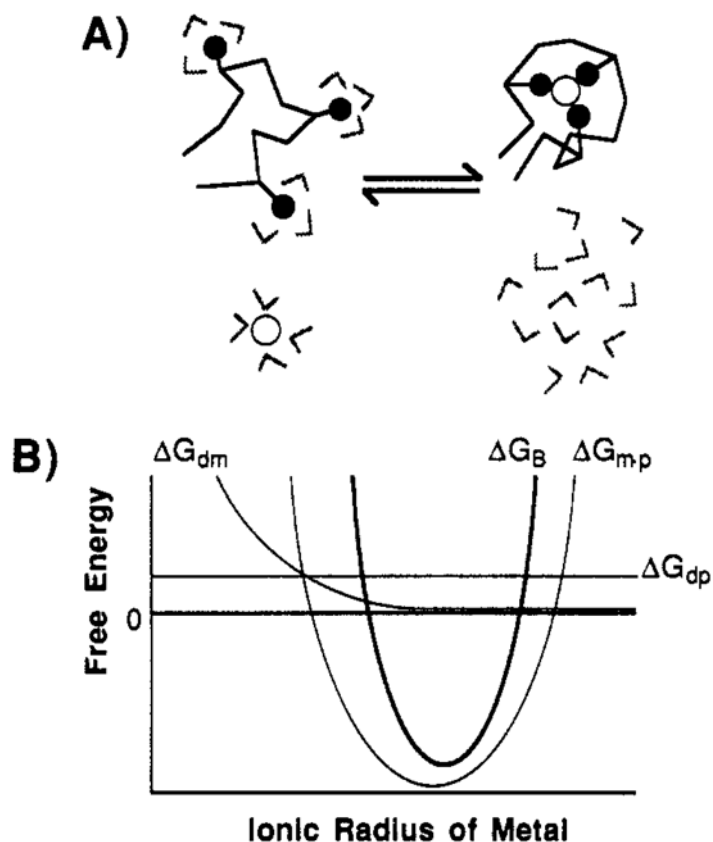 A)
B)
ΔG_dm
ΔG_B
ΔG_m-p
ΔG_dp
Free Energy
0
Ionic Radius of Metal